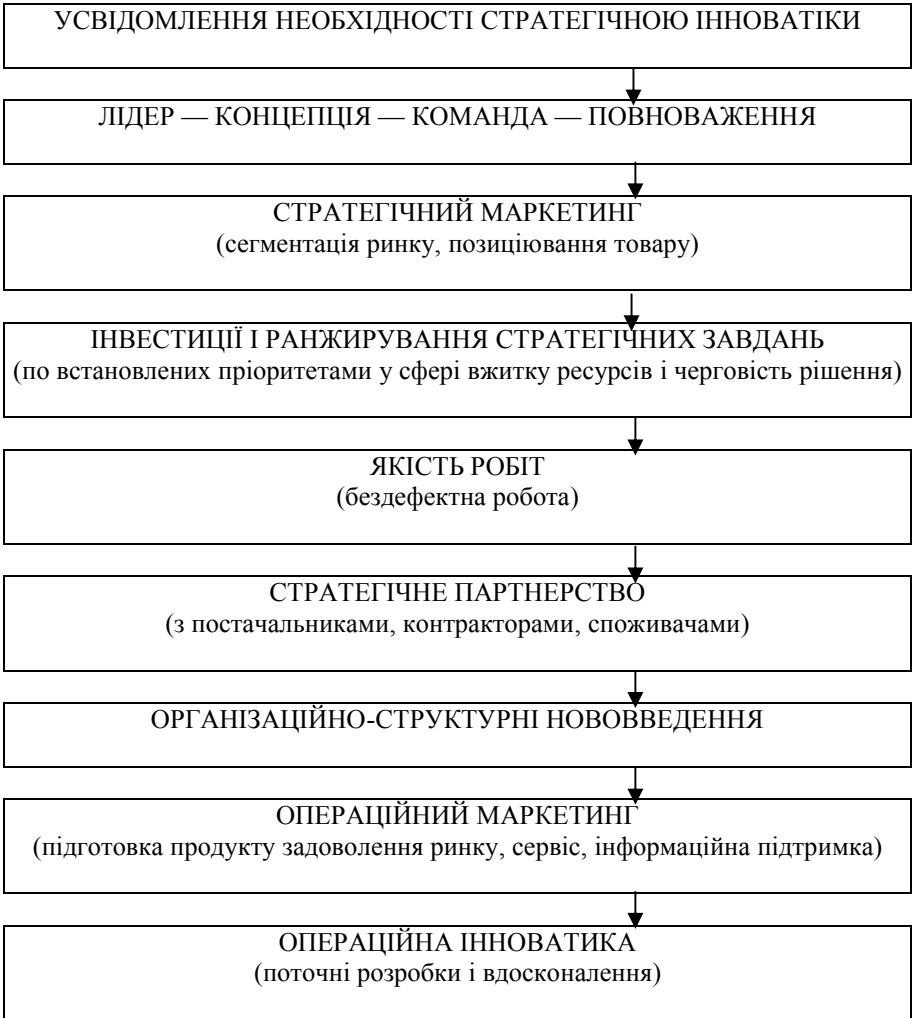 УСВІДОМЛЕННЯ НЕОБХІДНОСТІ СТРАТЕГІЧНОЮ ІННОВАТІКИ
ЛІДЕР — КОНЦЕПЦІЯ — КОМАНДА — ПОВНОВАЖЕННЯ
СТРАТЕГІЧНИЙ МАРКЕТИНГ
(сегментація ринку, позиціювання товару)
ІНВЕСТИЦІЇ І РАНЖИРУВАННЯ СТРАТЕГІЧНИХ ЗАВДАНЬ
(по встановлених пріоритетами у сфері вжитку ресурсів і черговість рішення)
ЯКІСТЬ РОБІТ
(бездефектна робота)
СТРАТЕГІЧНЕ ПАРТНЕРСТВО
(з постачальниками, контракторами, споживачами)
ОРГАНІЗАЦІЙНО-СТРУКТУРНІ НОВОВВЕДЕННЯ
ОПЕРАЦІЙНИЙ МАРКЕТИНГ
(підготовка продукту задоволення ринку, сервіс, інформаційна підтримка)
ОПЕРАЦІЙНА ІННОВАТИКА
(поточні розробки і вдосконалення)